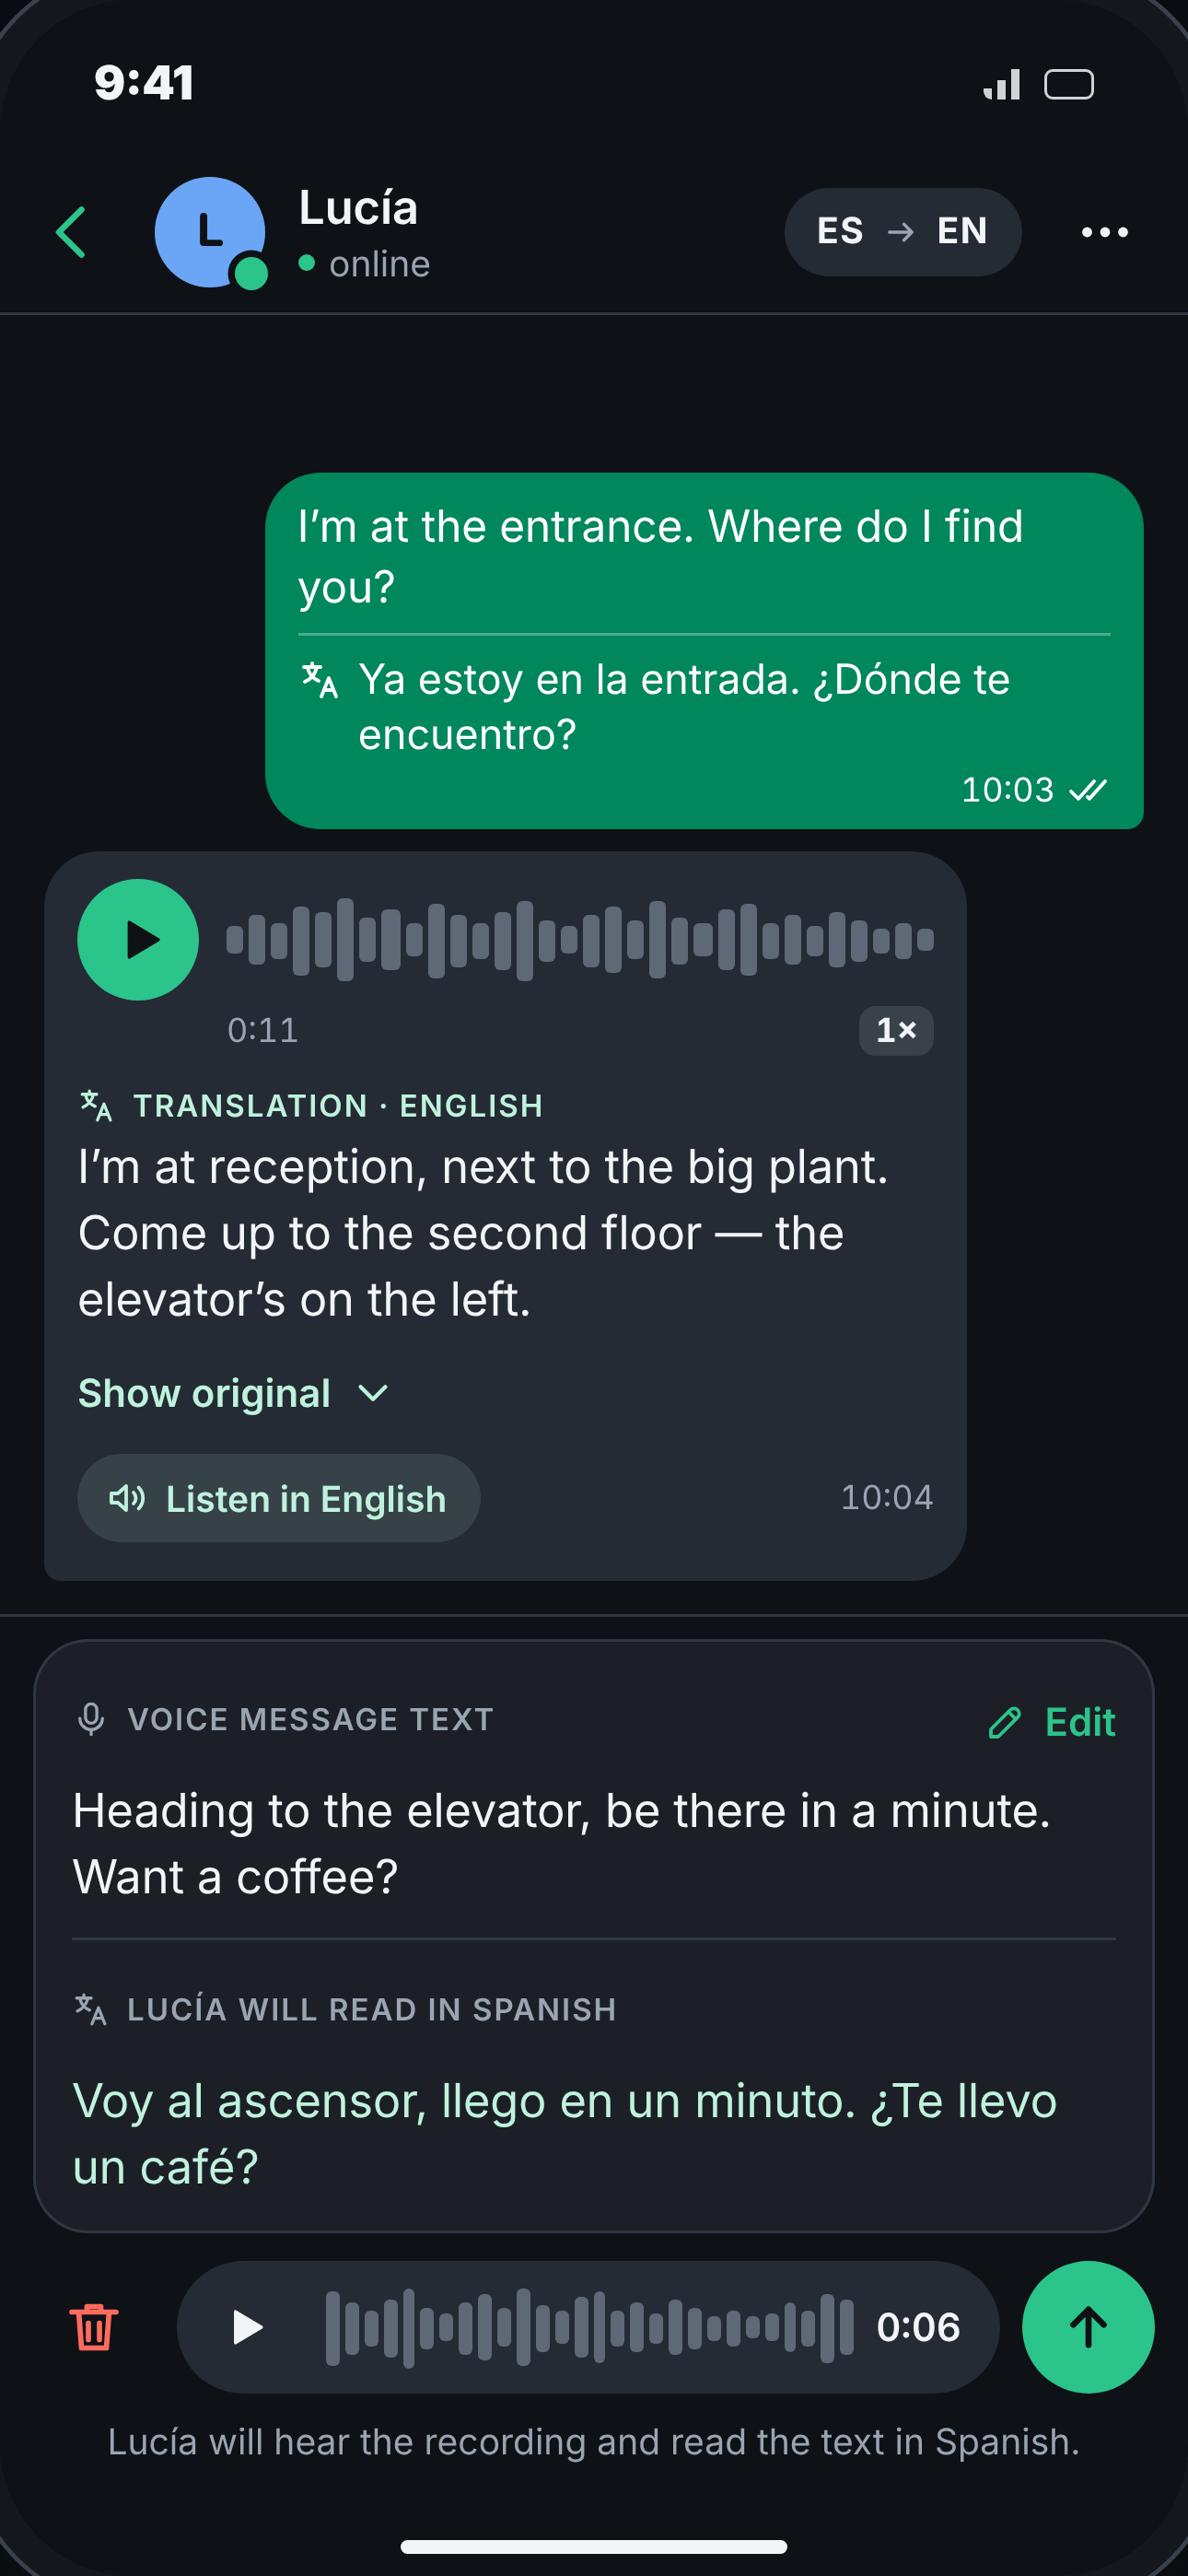 9:41
L
Lucía
online
ES → EN
I’m at the entrance. Where do I find
you?
Ya estoy en la entrada. ¿Dónde te
encuentro?
10:03
0:11
1×
TRANSLATION · ENGLISH
I’m at reception, next to the big plant.
Come up to the second floor — the
elevator’s on the left.
Show original
Listen in English
10:04
VOICE MESSAGE TEXT
Edit
Heading to the elevator, be there in a minute.
Want a coffee?
LUCÍA WILL READ IN SPANISH
Voy al ascensor, llego en un minuto. ¿Te llevo
un café?
0:06
Lucía will hear the recording and read the text in Spanish.